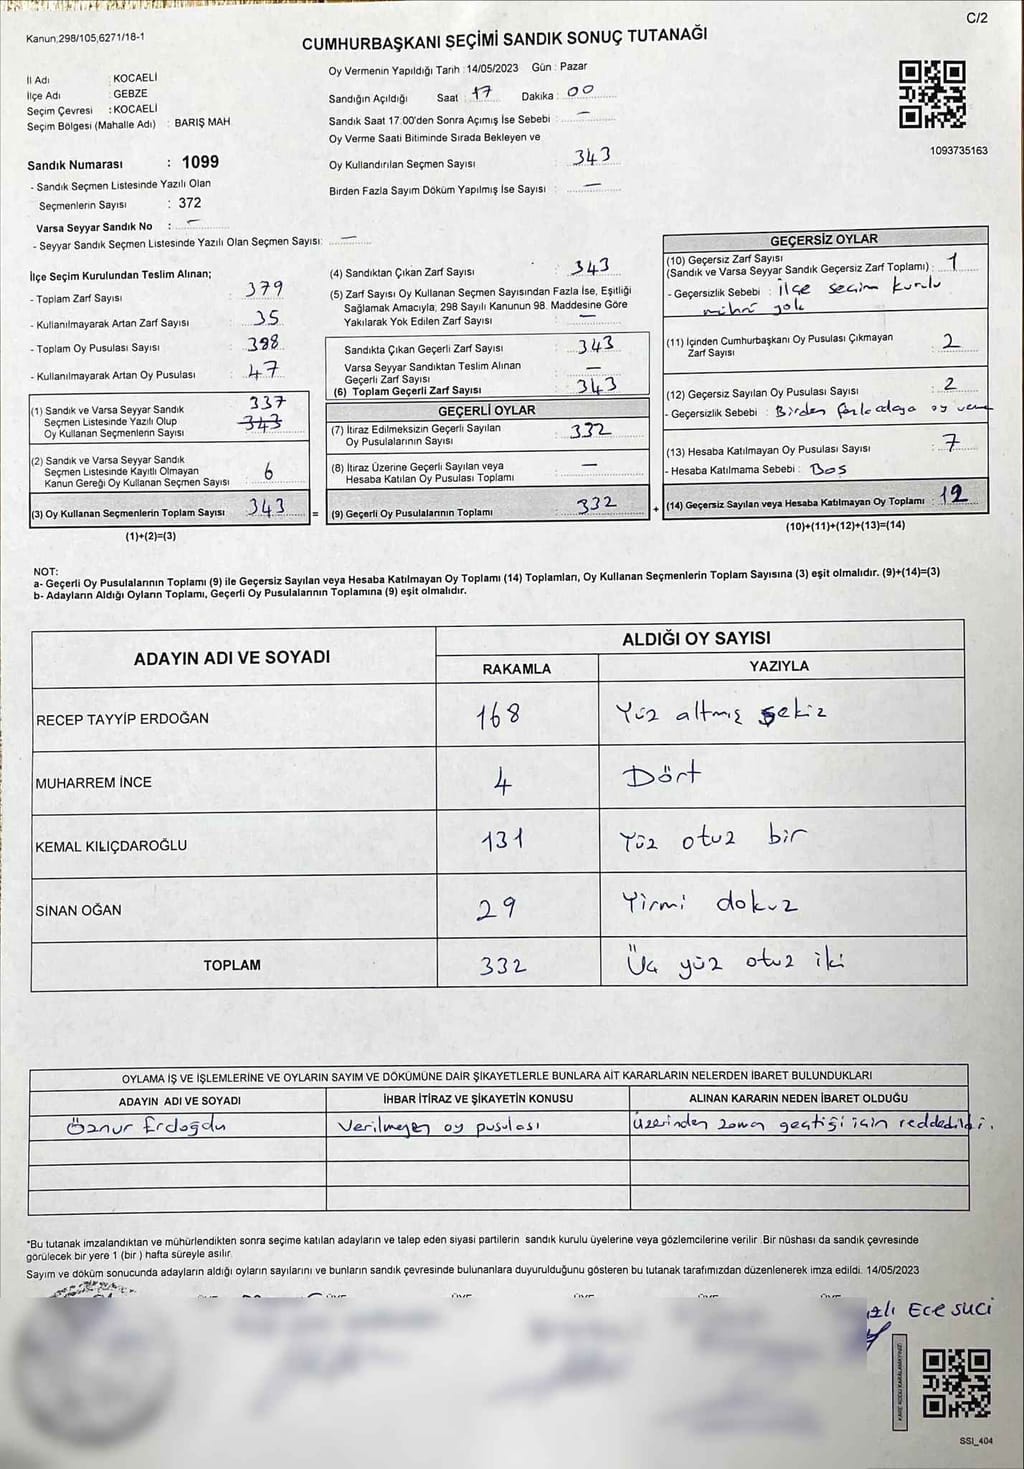 C/2
Kanun,298/105,6271/18-1
CUMHURBAŞKANI SEÇİMİ SANDIK SONUÇ TUTANAĞI
İl Adı : KOCAELİ
İlçe Adı : GEBZE
Seçim Çevresi : KOCAELİ
Seçim Bölgesi (Mahalle Adı) : BARIŞ MAH.
Sandık Numarası : 1099
- Sandık Seçmen Listesinde Yazılı Olan
Seçmenlerin Sayısı : 372
Varsa Seyyar Sandık No : —
- Seyyar Sandık Seçmen Listesinde Yazılı Olan Seçmen Sayısı: —
Oy Vermenin Yapıldığı Tarih : 14/05/2023 Gün : Pazar
Sandığın Açıldığı Saat : 17 Dakika : 00
Sandık Saat 17:00'den Sonra Açımış İse Sebebi : —
Oy Verme Saati Bitiminde Sırada Bekleyen ve
Oy Kullandırılan Seçmen Sayısı : 343
Birden Fazla Sayım Döküm Yapılmış İse Sayısı : —
1093735163
İlçe Seçim Kurulundan Teslim Alınan;
- Toplam Zarf Sayısı : 379
- Kullanılmayarak Artan Zarf Sayısı : 35
- Toplam Oy Pusulası Sayısı : 398
- Kullanılmayarak Artan Oy Pusulası : 47
(1) Sandık ve Varsa Seyyar Sandık 337
Seçmen Listesinde Yazılı Olup : 343
Oy Kullanan Seçmenlerin Sayısı
(2) Sandık ve Varsa Seyyar Sandık
Seçmen Listesinde Kayıtlı Olmayan : 6
Kanun Gereği Oy Kullanan Seçmen Sayısı
(3) Oy Kullanan Seçmenlerin Toplam Sayısı : 343 =
(1)+(2)=(3)
(4) Sandıktan Çıkan Zarf Sayısı : 343
(5) Zarf Sayısı Oy Kullanan Seçmen Sayısından Fazla İse, Eşitliği
Sağlamak Amacıyla, 298 Sayılı Kanunun 98. Maddesine Göre
Yakılarak Yok Edilen Zarf Sayısı : —
Sandıkta Çıkan Geçerli Zarf Sayısı : 343
Varsa Seyyar Sandıktan Teslim Alınan
Geçerli Zarf Sayısı : —
(6) Toplam Geçerli Zarf Sayısı : 343
GEÇERLİ OYLAR
(7) İtiraz Edilmeksizin Geçerli Sayılan
Oy Pusulalarının Sayısı : 332
(8) İtiraz Üzerine Geçerli Sayılan veya
Hesaba Katılan Oy Pusulası Toplamı : —
(9) Geçerli Oy Pusulalarının Toplamı : 332 +
GEÇERSİZ OYLAR
(10) Geçersiz Zarf Sayısı
(Sandık ve Varsa Seyyar Sandık Geçersiz Zarf Toplamı) : 1
- Geçersizlik Sebebi : İlçe seçim kurulu
mührü yok
(11) İçinden Cumhurbaşkanı Oy Pusulası Çıkmayan
Zarf Sayısı : 2
(12) Geçersiz Sayılan Oy Pusulası Sayısı : 2
- Geçersizlik Sebebi : Birden fazla adaya oy verme
(13) Hesaba Katılmayan Oy Pusulası Sayısı : 7
- Hesaba Katılmama Sebebi : Boş
(14) Geçersiz Sayılan veya Hesaba Katılmayan Oy Toplamı : 12
(10)+(11)+(12)+(13)=(14)
NOT:
a- Geçerli Oy Pusulalarının Toplamı (9) ile Geçersiz Sayılan veya Hesaba Katılmayan Oy Toplamı (14) Toplamları, Oy Kullanan Seçmenlerin Toplam Sayısına (3) eşit olmalıdır. (9)+(14)=(3)
b- Adayların Aldığı Oyların Toplamı, Geçerli Oy Pusulalarının Toplamına (9) eşit olmalıdır.
ADAYIN ADI VE SOYADI
ALDIĞI OY SAYISI
RAKAMLA YAZIYLA
RECEP TAYYİP ERDOĞAN 168 Yüz altmış şekiz
MUHARREM İNCE 4 Dört
KEMAL KILIÇDAROĞLU 131 Yüz otuz bir
SİNAN OĞAN 29 Yirmi dokuz
TOPLAM 332 Üç yüz otuz iki
OYLAMA İŞ VE İŞLEMLERİNE VE OYLARIN SAYIM VE DÖKÜMÜNE DAİR ŞİKAYETLERLE BUNLARA AİT KARARLARIN NELERDEN İBARET BULUNDUKLARI
ADAYIN ADI VE SOYADI İHBAR İTİRAZ VE ŞİKAYETİN KONUSU ALINAN KARARIN NEDEN İBARET OLDUĞU
Öznur Erdoğdu Verilmeyen oy pusulası üzerinden zaman geçtiği için reddedildi.
*Bu tutanak imzalandıktan ve mühürlendikten sonra seçime katılan adayların ve talep eden siyasi partilerin sandık kurulu üyelerine veya gözlemcilerine verilir .Bir nüshası da sandık çevresinde
görülecek bir yere 1 (bir ) hafta süreyle asılır.
Sayım ve döküm sonucunda adayların aldığı oyların sayılarını ve bunların sandık çevresinde bulunanlara duyurulduğunu gösteren bu tutanak tarafımızdan düzenlenerek imza edildi. 14/05/2023
Ece suci
KARE KODU KARALAMAYINIZ!
SSI_404